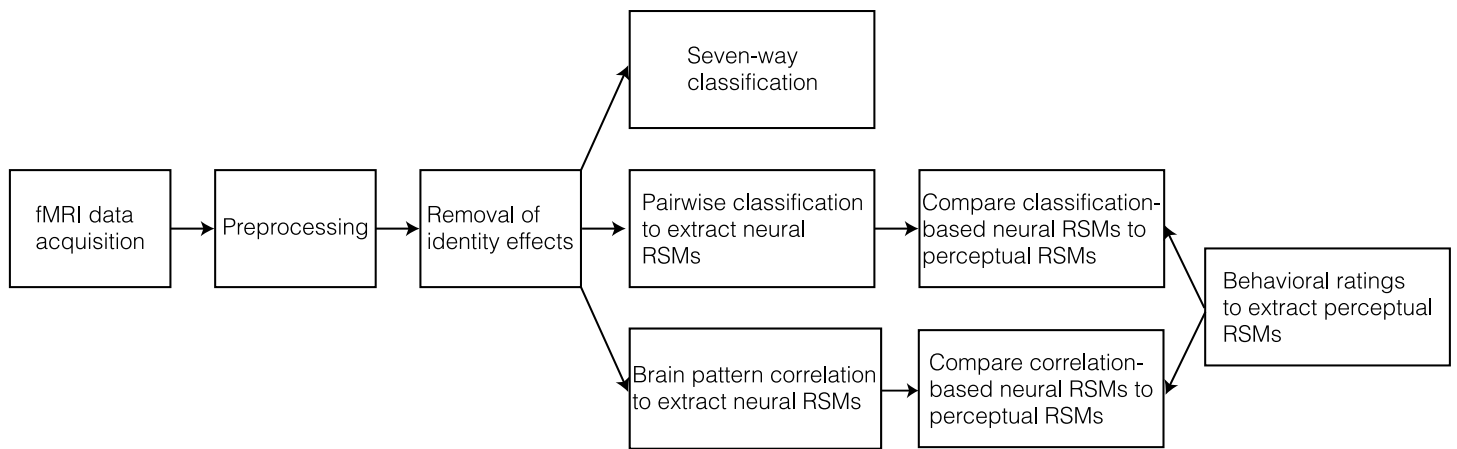 Seven-way
classification
fMRI data
acquisition
Preprocessing
Removal of
identity effects
Pairwise classification
to extract neural
RSMs
Compare classification-
based neural RSMs to
perceptual RSMs
Behavioral ratings
to extract perceptual
RSMs
Brain pattern correlation
to extract neural RSMs
Compare correlation-
based neural RSMs to
perceptual RSMs